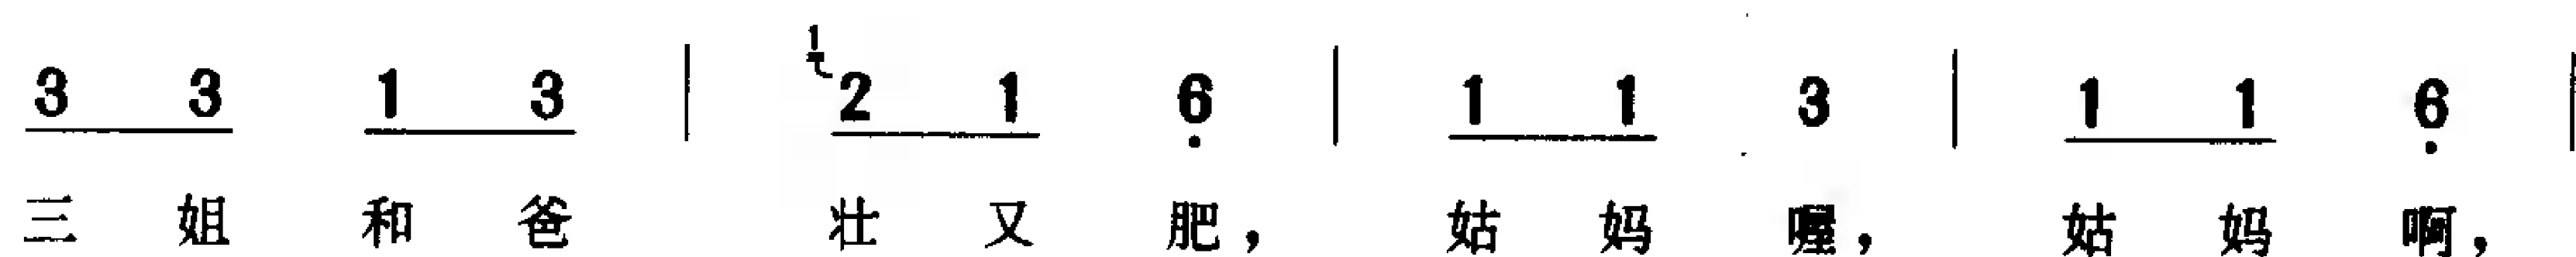 3 3 1 3 | 1 2 1 6̣ | 1 1 3 | 1 1 6̣ |
三 姐 和 爸 壮 又 肥， 姑 妈 喔， 姑 妈 啊，